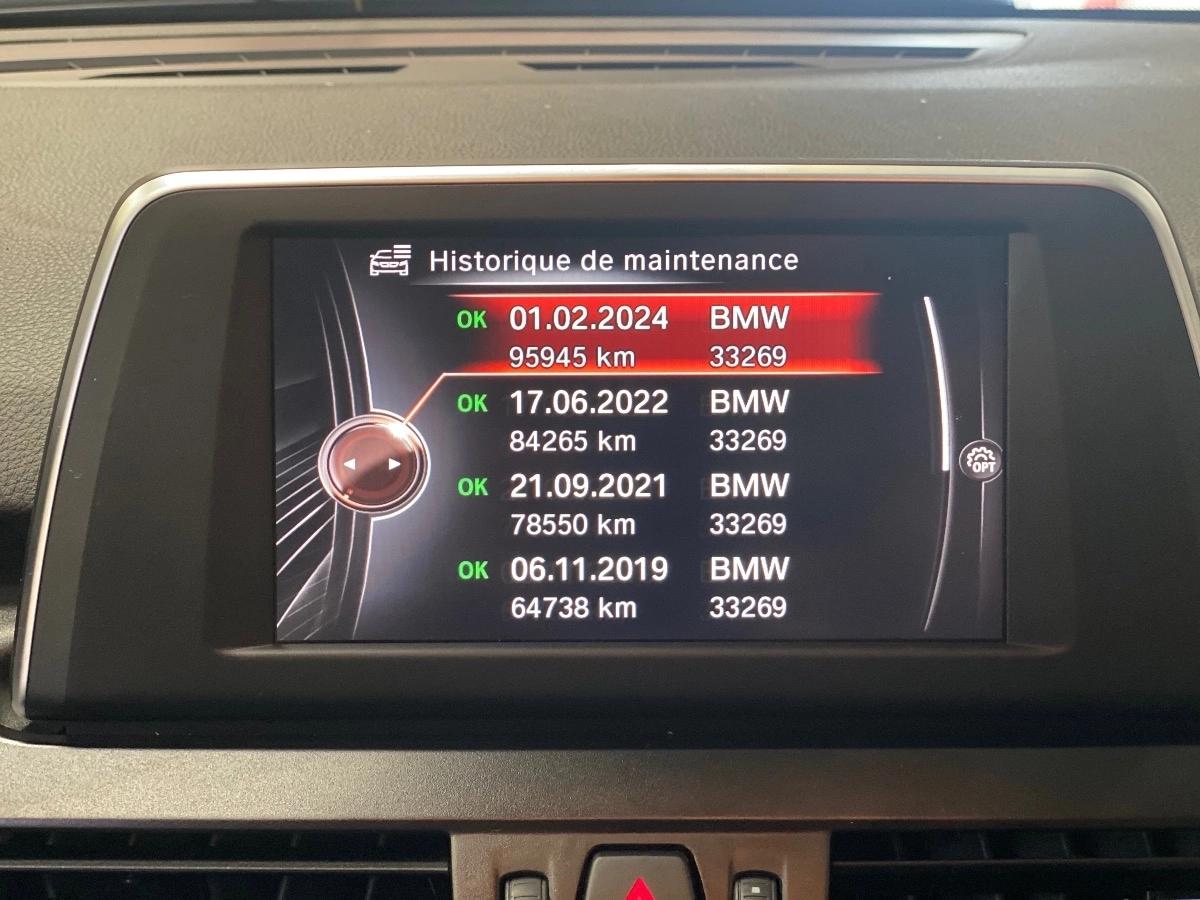 Historique de maintenance
OK 01.02.2024 BMW
95945 km 33269
OK 17.06.2022 BMW
84265 km 33269
OK 21.09.2021 BMW
78550 km 33269
OPT
OK 06.11.2019 BMW
64738 km 33269